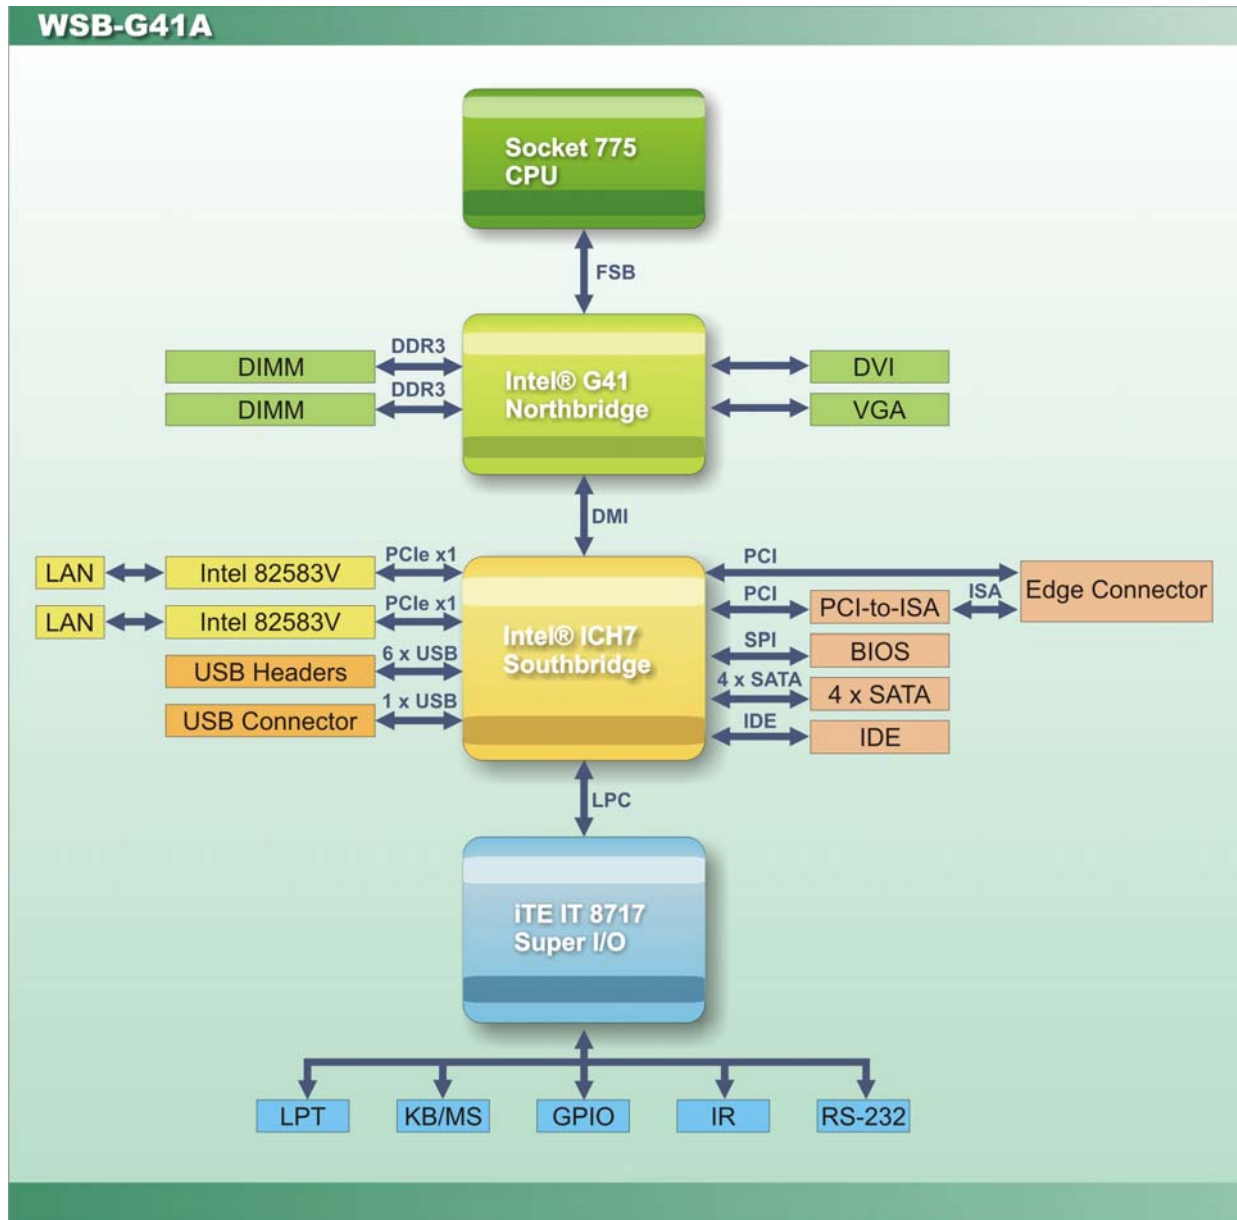 WSB-G41A
Socket 775
CPU
FSB
DIMM
DDR3
DIMM
DDR3
Intel® G41
Northbridge
DVI
VGA
DMI
LAN
Intel 82583V
PCIe x1
LAN
Intel 82583V
PCIe x1
USB Headers
6 x USB
USB Connector
1 x USB
Intel® ICH7
Southbridge
PCI
Edge Connector
PCI
PCI-to-ISA
ISA
SPI
BIOS
4 x SATA
4 x SATA
IDE
IDE
LPC
iTE IT 8717
Super I/O
LPT
KB/MS
GPIO
IR
RS-232